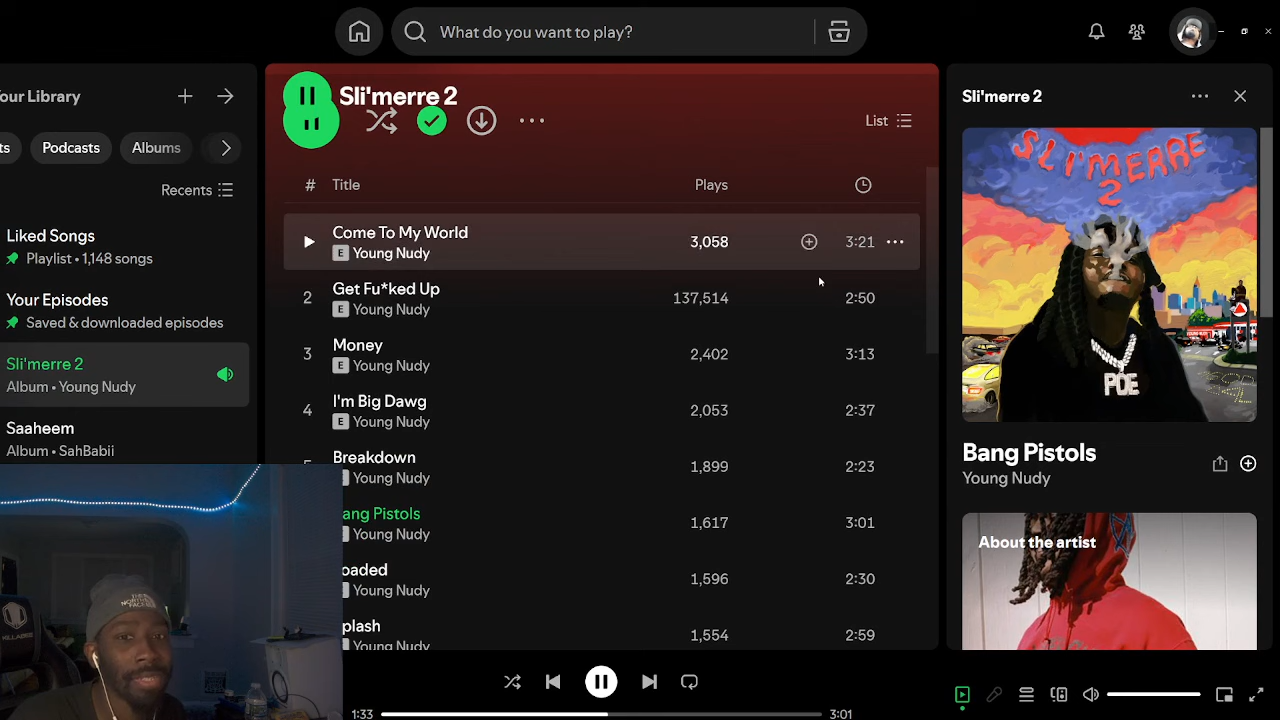 What do you want to play?
our Library
ts
Podcasts
Albums
Recents
Liked Songs
Playlist • 1,148 songs
Your Episodes
Saved & downloaded episodes
Sli'merre 2
Album • Young Nudy
Saaheem
Album • SahBabii
Sli'merre 2
List
# Title Plays
Come To My World
E Young Nudy
3,058 3:21
2 Get Fu*ked Up
E Young Nudy
137,514 2:50
3 Money
E Young Nudy
2,402 3:13
4 I'm Big Dawg
E Young Nudy
2,053 2:37
Breakdown
Young Nudy
1,899 2:23
ang Pistols
Young Nudy
1,617 3:01
oaded
Young Nudy
1,596 2:30
plash
Young Nudy
1,554 2:59
Sli'merre 2
SLI'MERRE
2
POE
Bang Pistols
Young Nudy
About the artist
THE
NORTH
FACE
1:33
3:01